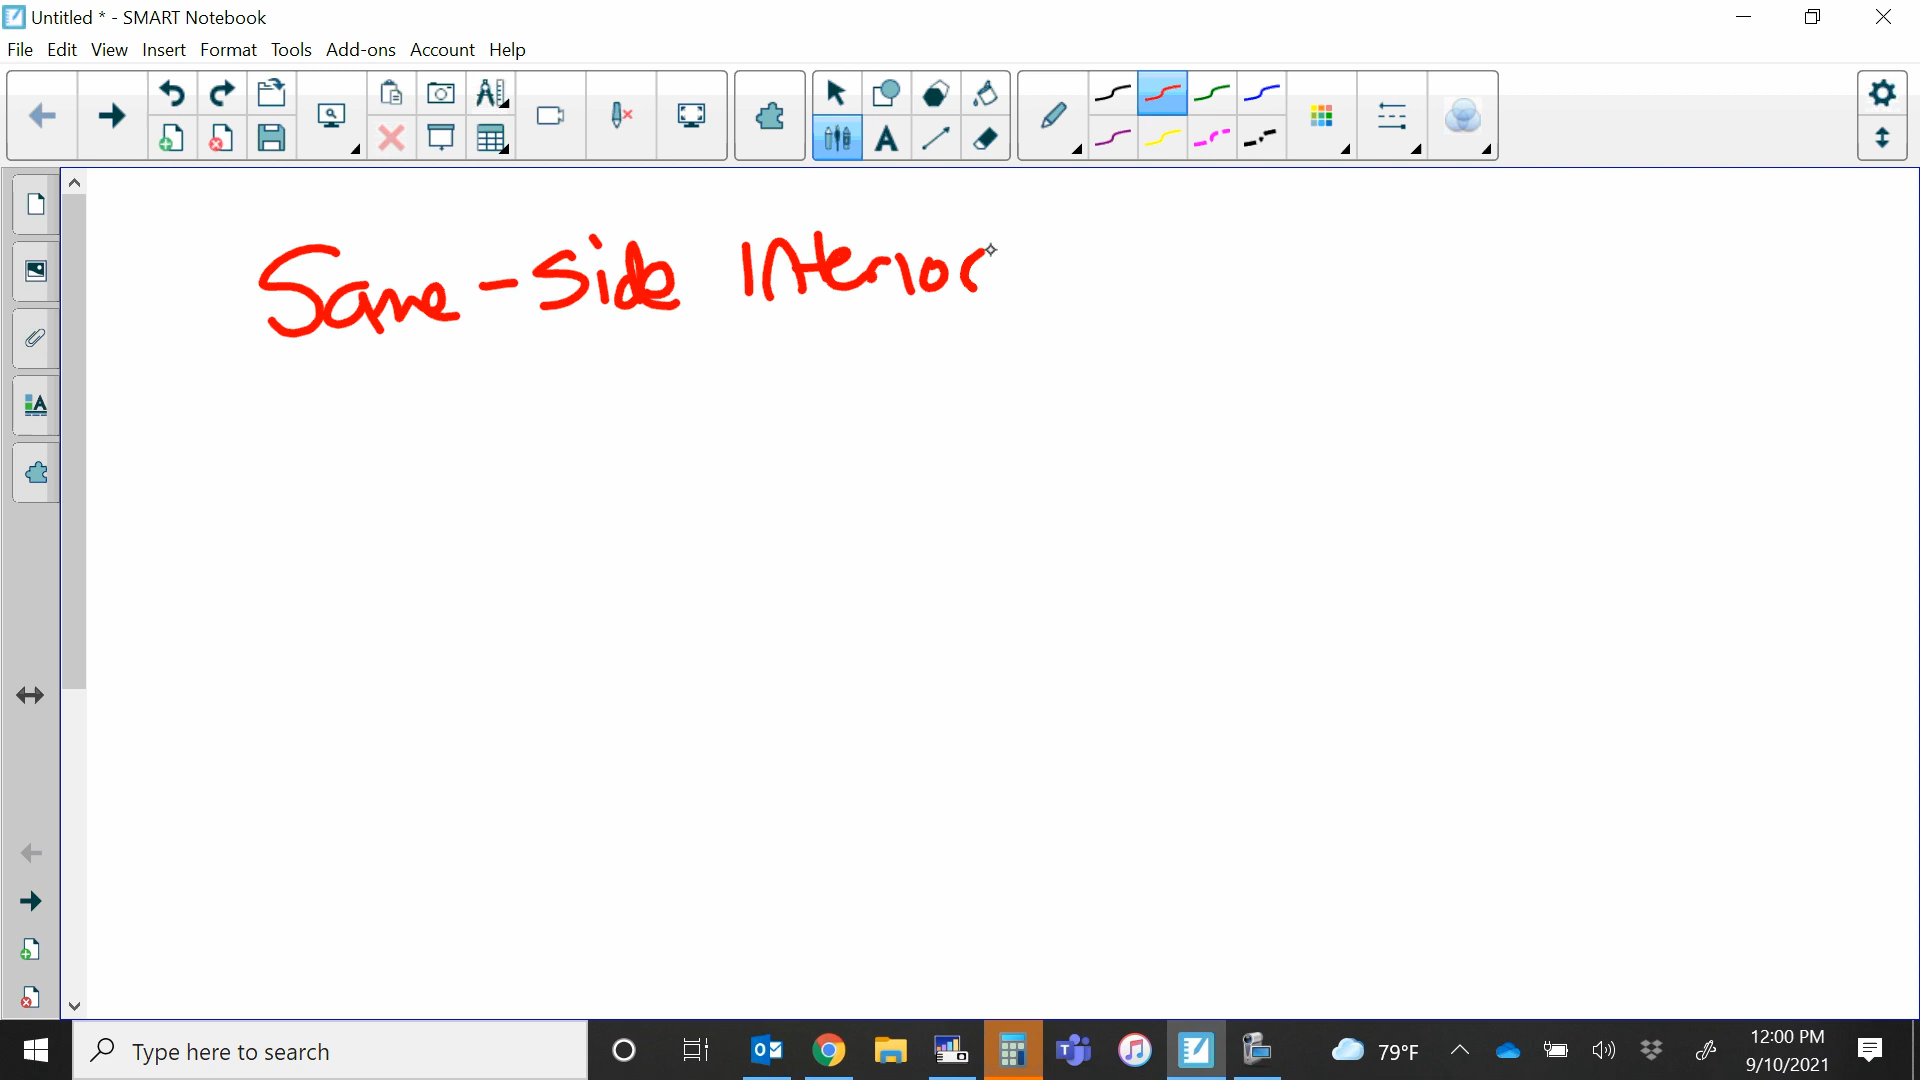 Untitled * - SMART Notebook
File Edit View Insert Format Tools Add-ons Account Help
Same-Side Interior
Type here to search
79°F
12:00 PM
9/10/2021